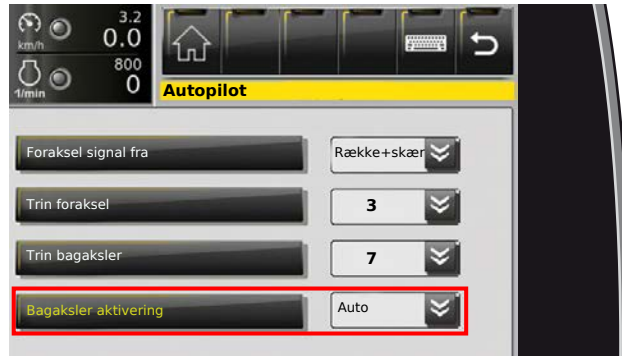 3.2
km/h 0.0
800
1/min 0
Autopilot
Foraksel signal fra Række+skær
Trin foraksel 3
Trin bagaksler 7
Bagaksler aktivering Auto